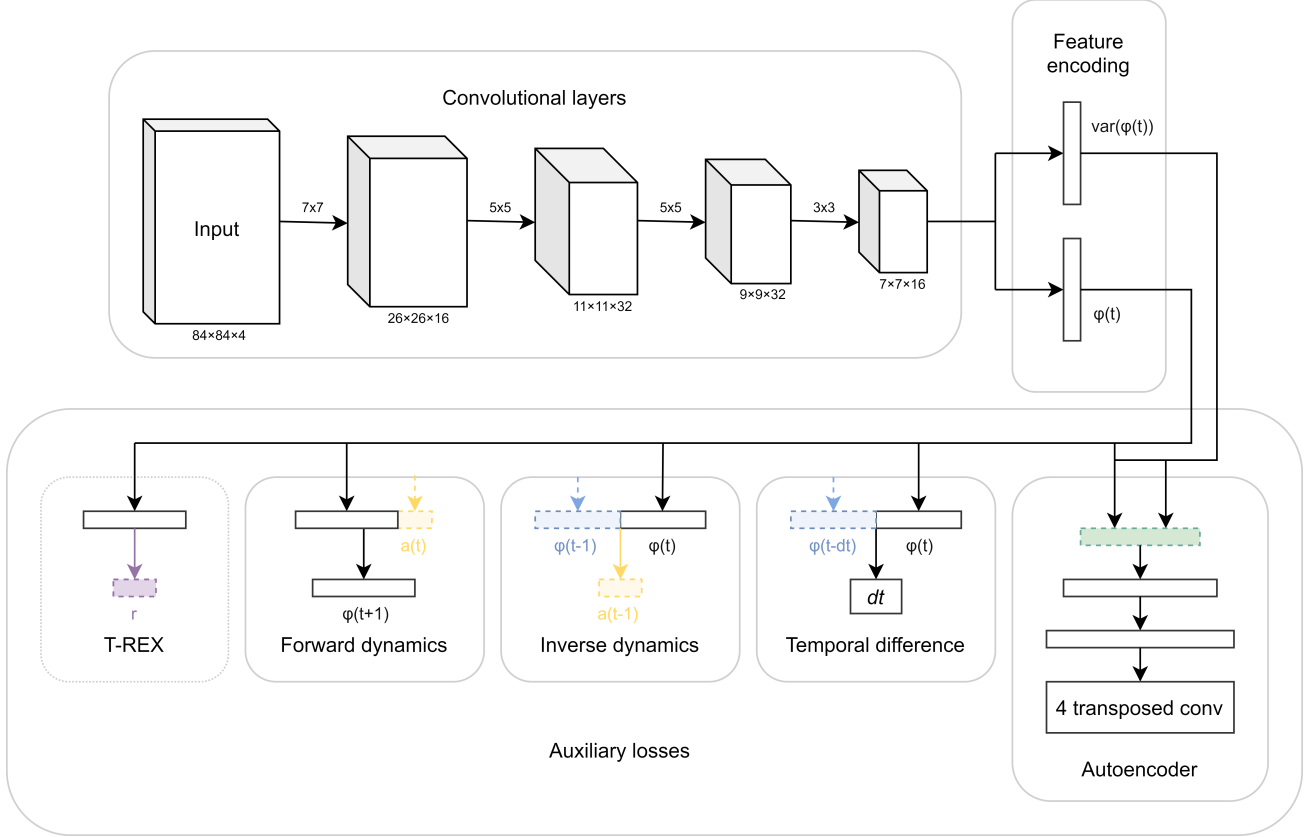 Feature
encoding
Convolutional layers
var(φ(t))
7x7
5x5
5x5
3x3
Input
84×84×4
26×26×16
11×11×32
9×9×32
7×7×16
φ(t)
a(t)
φ(t-1)
φ(t)
φ(t-dt)
φ(t)
r
φ(t+1)
a(t-1)
dt
T-REX
Forward dynamics
Inverse dynamics
Temporal difference
4 transposed conv
Auxiliary losses
Autoencoder